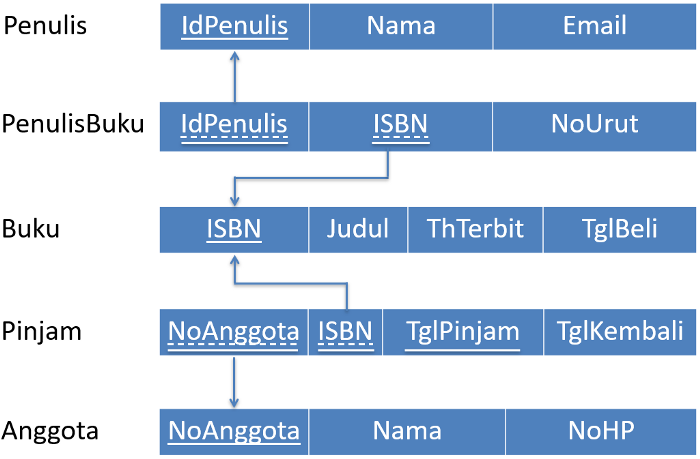 Penulis IdPenulis Nama Email
PenulisBuku IdPenulis ISBN NoUrut
Buku ISBN Judul ThTerbit TglBeli
Pinjam NoAnggota ISBN TglPinjam TglKembali
Anggota NoAnggota Nama NoHP